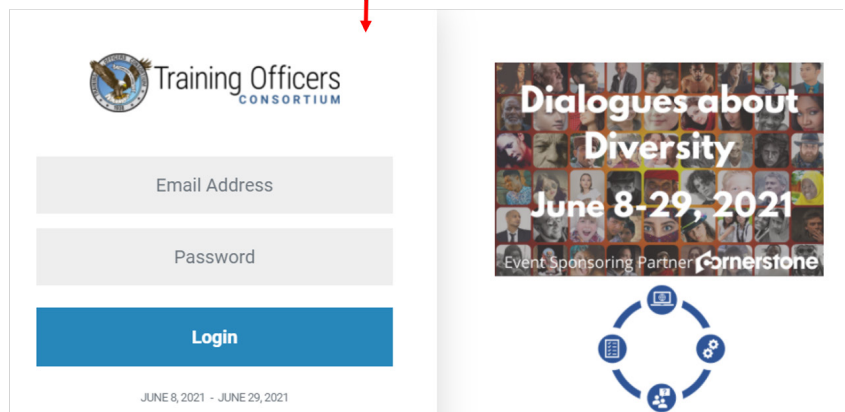 Training Officers
CONSORTIUM
Email Address
Password
Login
JUNE 8, 2021 - JUNE 29, 2021
Dialogues about
Diversity
June 8-29, 2021
Event Sponsoring Partner cornerstone